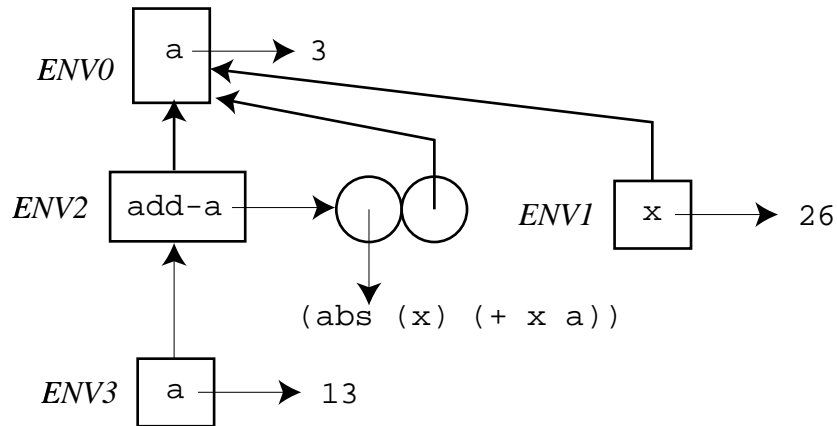 a 3
ENV0
ENV2 add-a ENV1 x 26
(abs (x) (+ x a))
ENV3 a 13